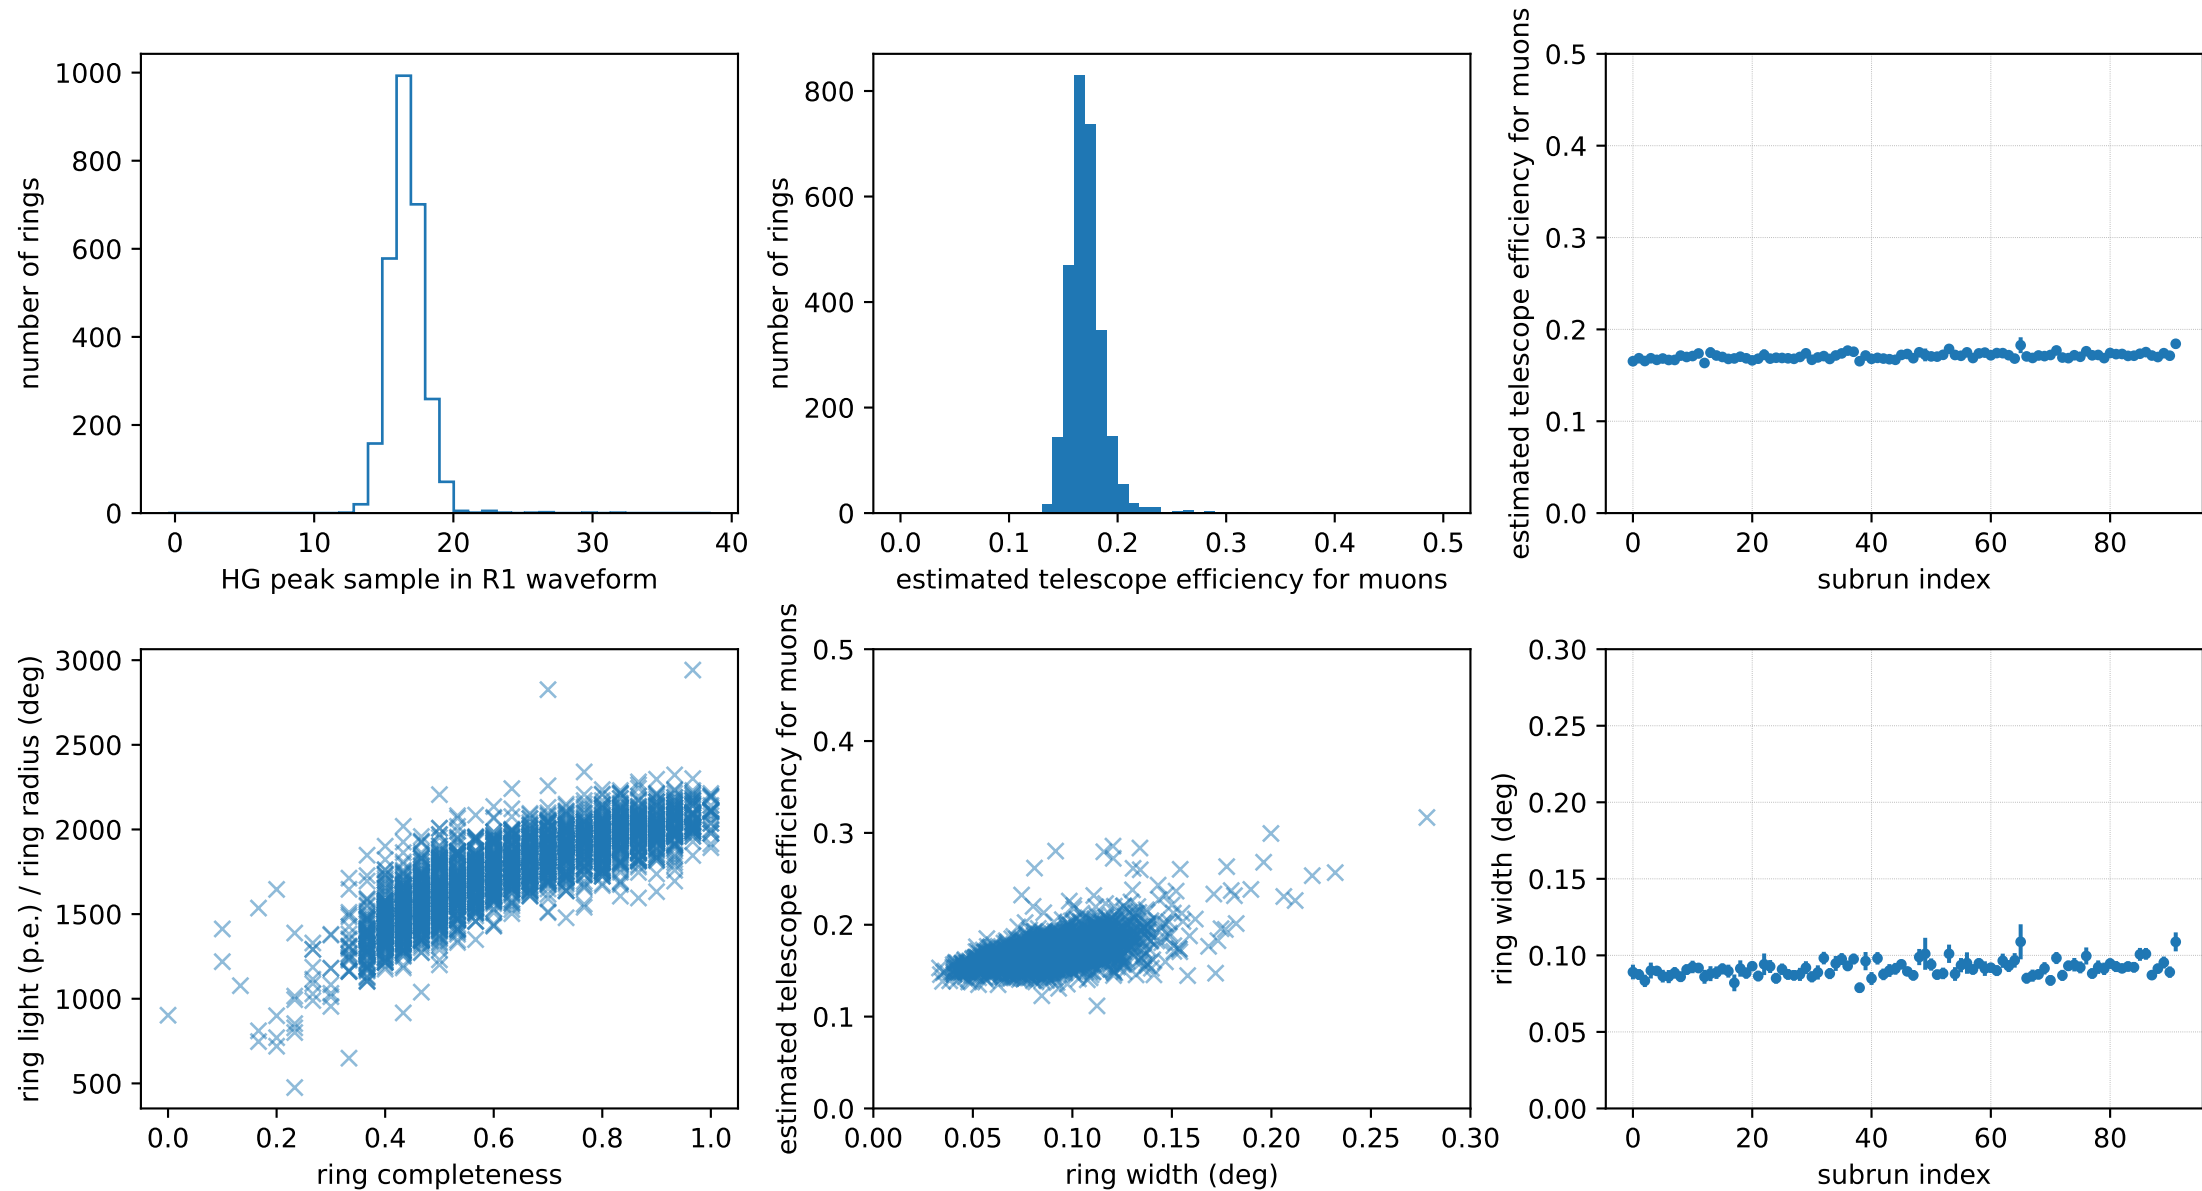 number of rings
1000
800
600
400
200
0
0 10 20 30 40
HG peak sample in R1 waveform
number of rings
800
600
400
200
0
0.0 0.1 0.2 0.3 0.4 0.5
estimated telescope efficiency for muons
estimated telescope efficiency for muons
0.5
0.4
0.3
0.2
0.1
0.0
0 20 40 60 80
subrun index
ring light (p.e.) / ring radius (deg)
3000
2500
2000
1500
1000
500
0.0 0.2 0.4 0.6 0.8 1.0
ring completeness
estimated telescope efficiency for muons
0.5
0.4
0.3
0.2
0.1
0.0
0.00 0.05 0.10 0.15 0.20 0.25 0.30
ring width (deg)
ring width (deg)
0.30
0.25
0.20
0.15
0.10
0.05
0.00
0 20 40 60 80
subrun index